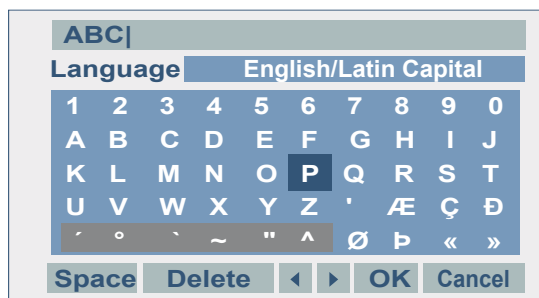 ABC|
Language English/Latin Capital
1 2 3 4 5 6 7 8 9 0
A B C D E F G H I J
K L M N O P Q R S T
U V W X Y Z ' Æ Ç Ð
´ ° ` ~ " ^ Ø Þ « »
Space Delete ◂ ▸ OK Cancel